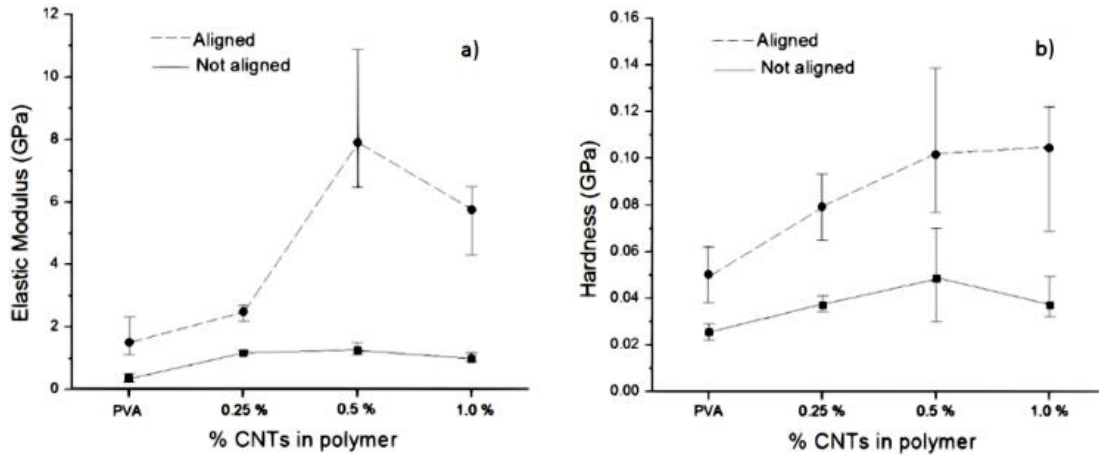 a)
Aligned
Not aligned
12
10
8
6
4
2
0
Elastic Modulus (GPa)
PVA
0.25 %
0.5 %
1.0 %
% CNTs in polymer
b)
Aligned
Not aligned
0.16
0.14
0.12
0.10
0.08
0.06
0.04
0.02
0.00
Hardness (GPa)
PVA
0.25 %
0.5 %
1.0 %
% CNTs in polymer